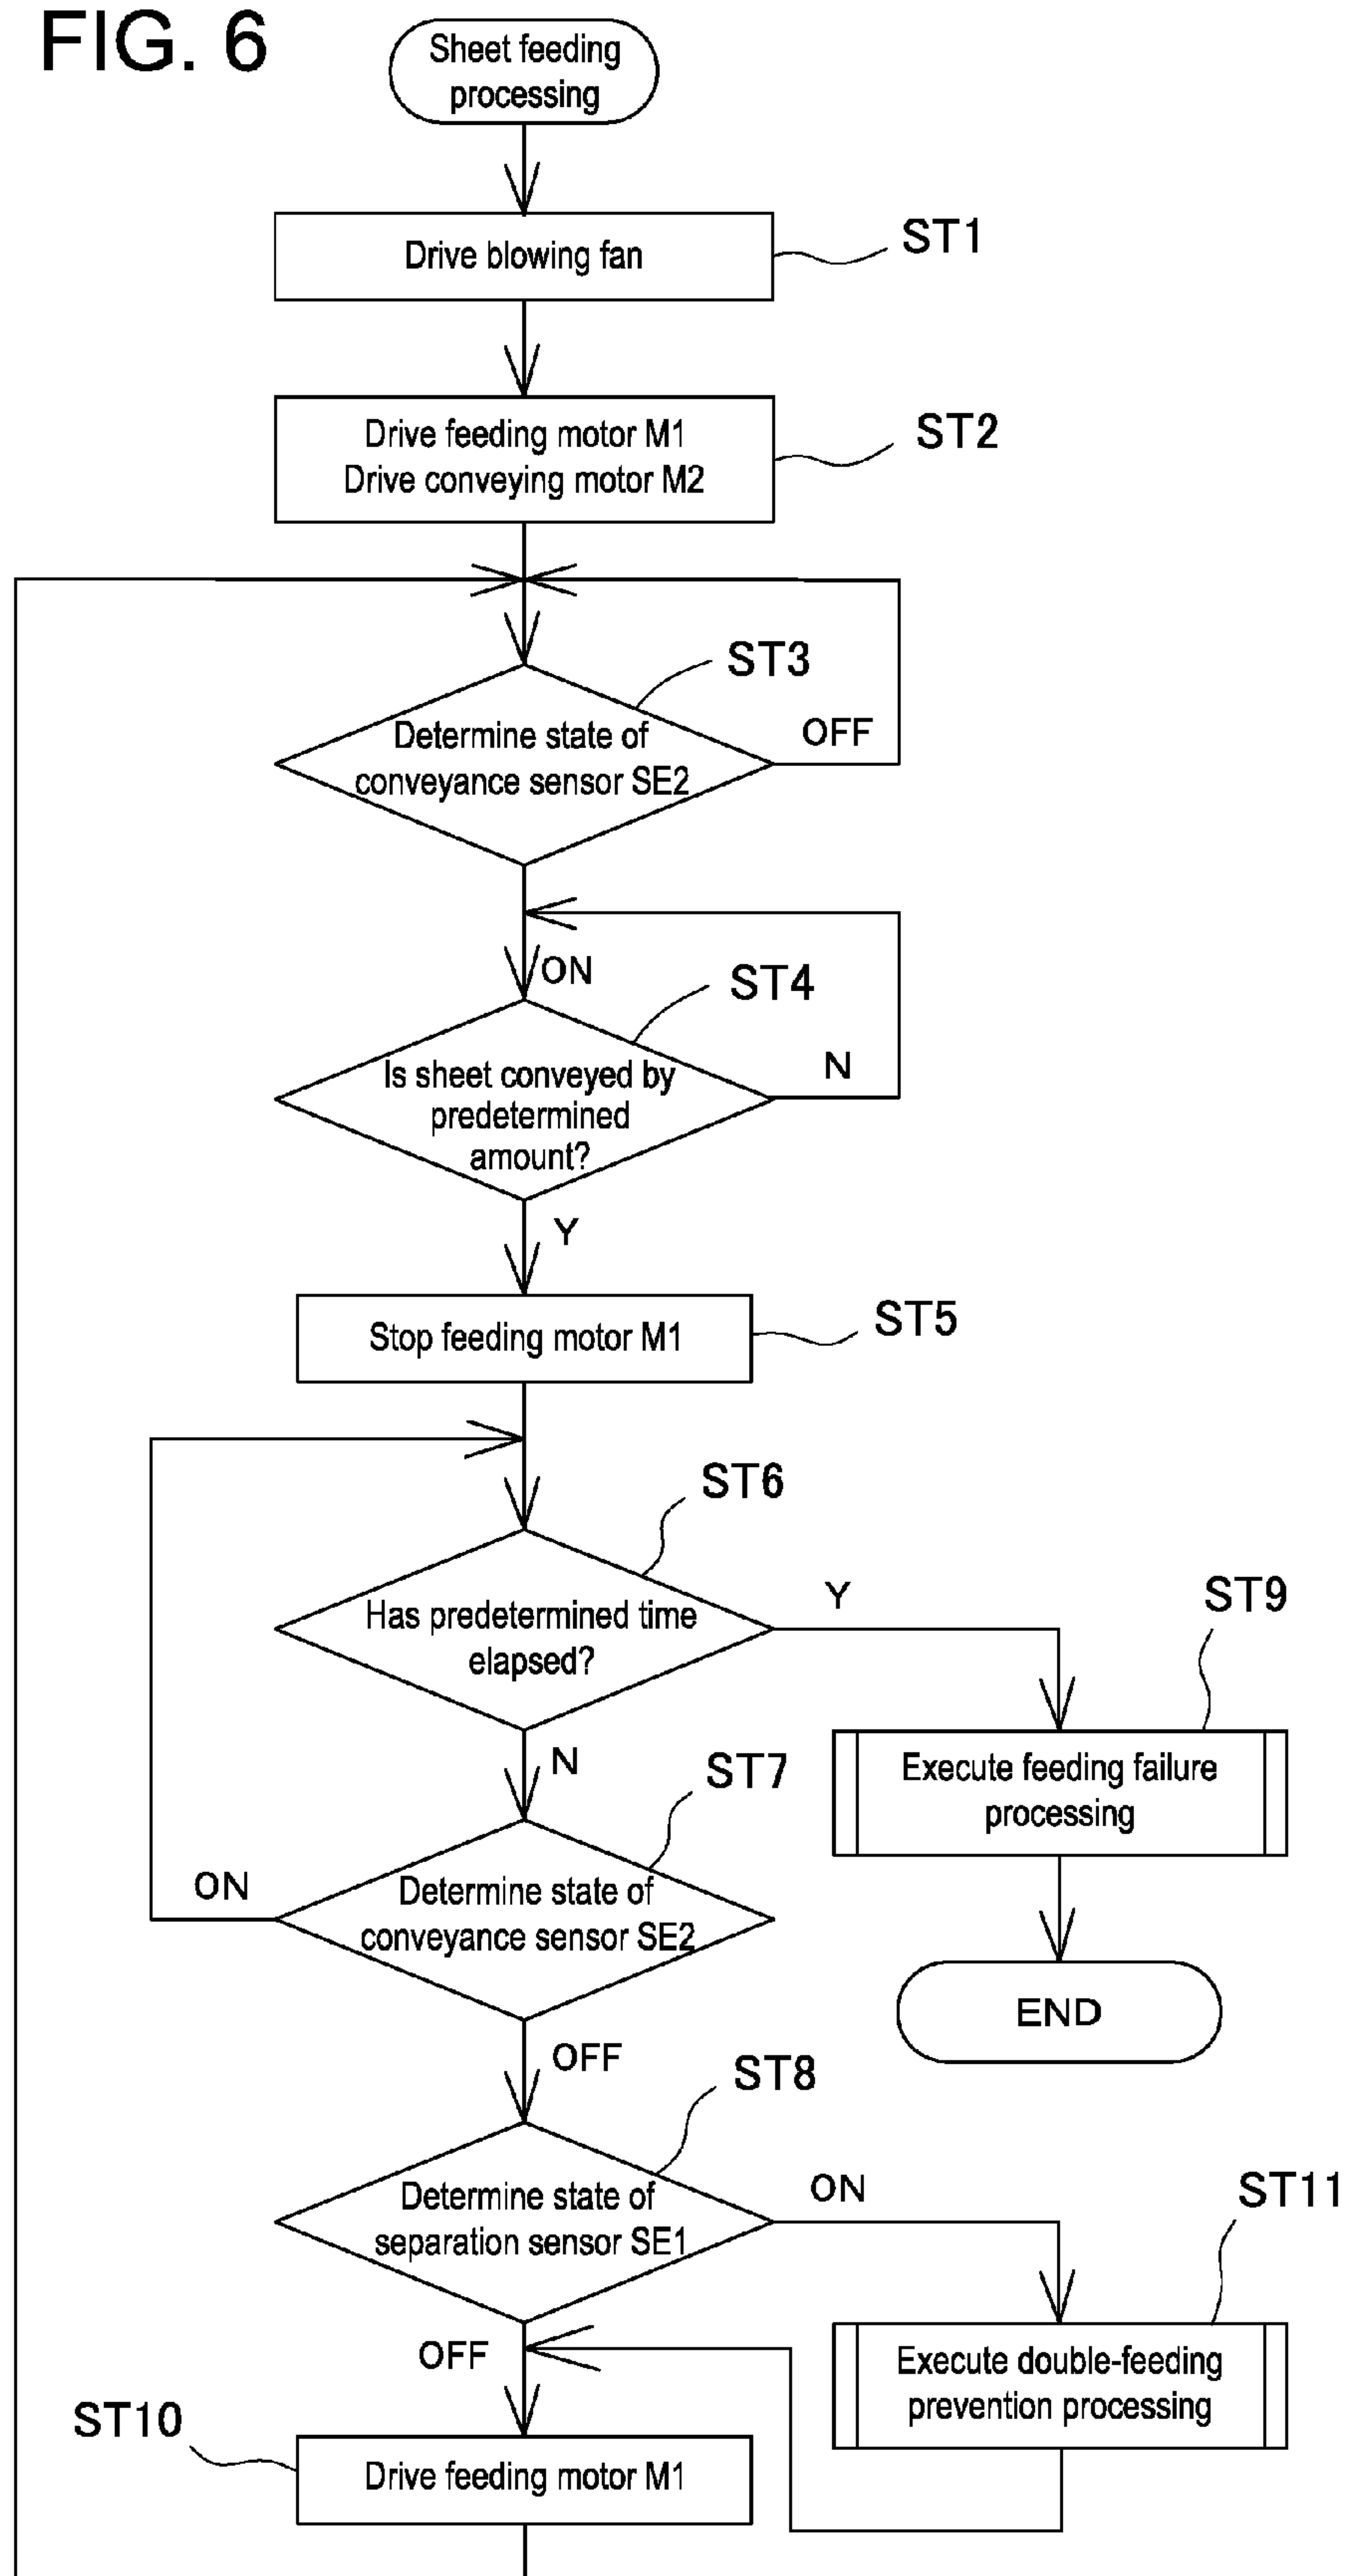 FIG. 6
Sheet feeding
processing
Drive blowing fan
ST1
Drive feeding motor M1
Drive conveying motor M2
ST2
ST3
Determine state of
conveyance sensor SE2
OFF
ON
ST4
Is sheet conveyed by
predetermined
amount?
N
Y
Stop feeding motor M1
ST5
ST6
Has predetermined time
elapsed?
Y
ST9
Execute feeding failure
processing
N
ST7
Determine state of
conveyance sensor SE2
ON
END
OFF
ST8
Determine state of
separation sensor SE1
ON
ST11
Execute double-feeding
prevention processing
OFF
ST10
Drive feeding motor M1